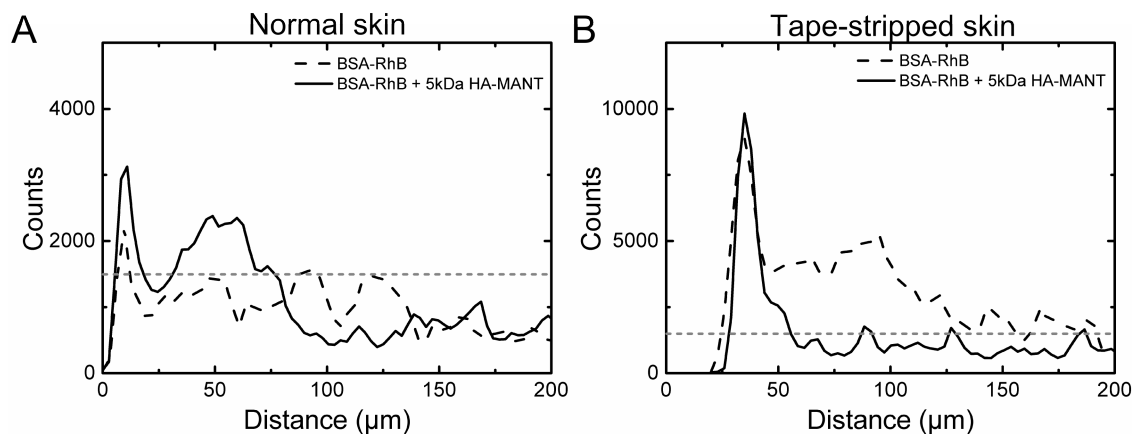 A
Normal skin
BSA-RhB
BSA-RhB + 5kDa HA-MANT
4000
2000
0
Counts
0
50
100
150
200
Distance (µm)
B
Tape-stripped skin
BSA-RhB
BSA-RhB + 5kDa HA-MANT
10000
5000
0
Counts
0
50
100
150
200
Distance (µm)